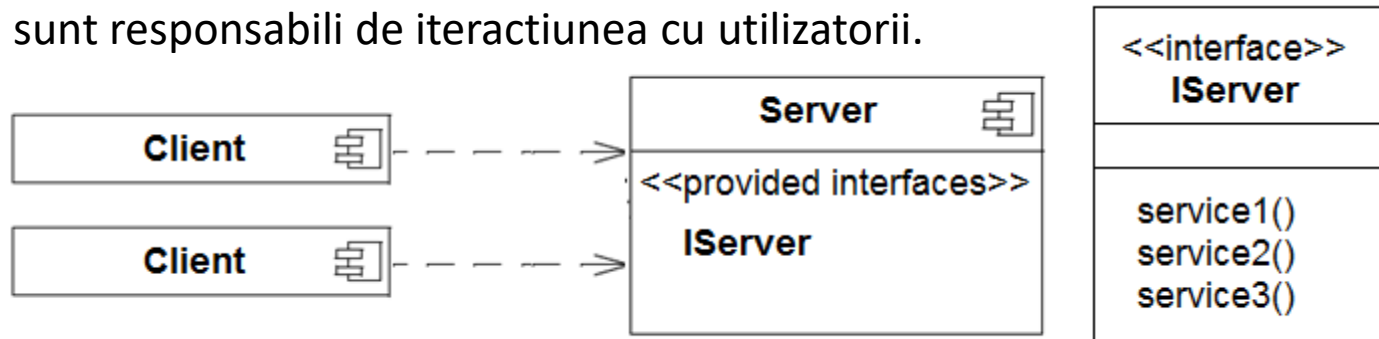 sunt responsabili de iteractiunea cu utilizatorii.
Client
Client
Server
<<provided interfaces>>
IServer
<<interface>>
IServer
service1()
service2()
service3()